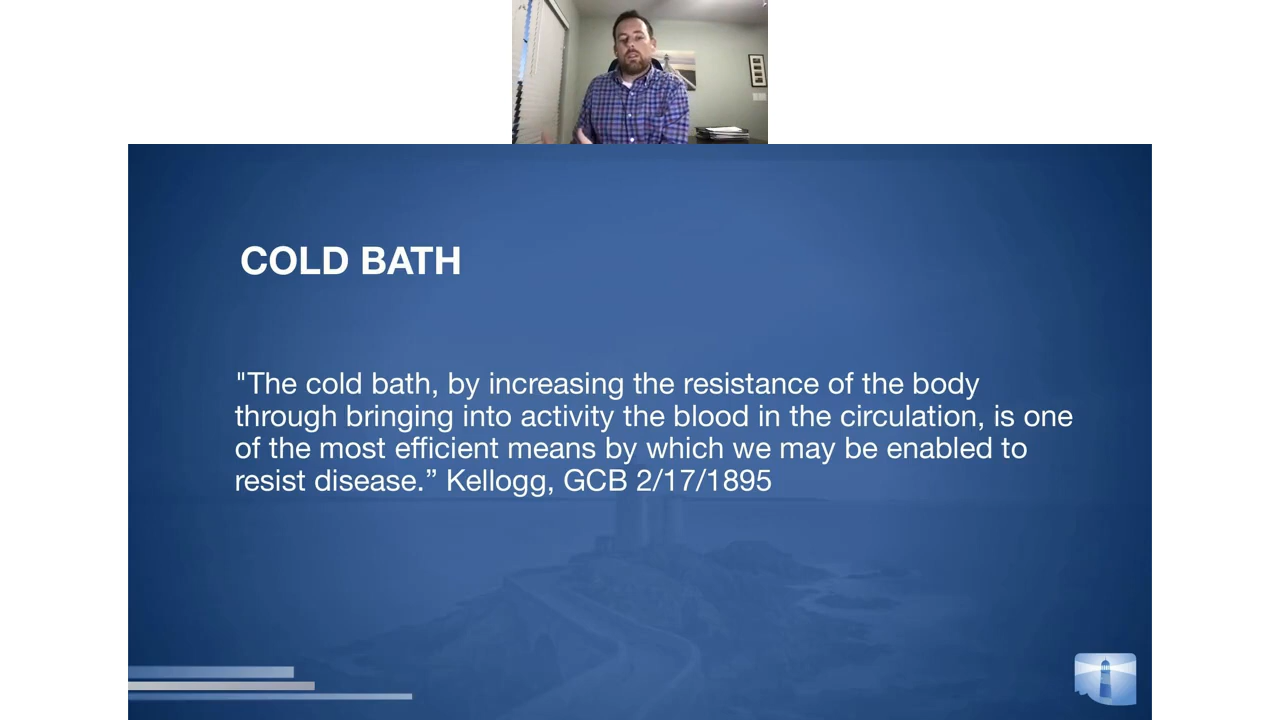 COLD BATH
"The cold bath, by increasing the resistance of the body
through bringing into activity the blood in the circulation, is one
of the most efficient means by which we may be enabled to
resist disease.” Kellogg, GCB 2/17/1895